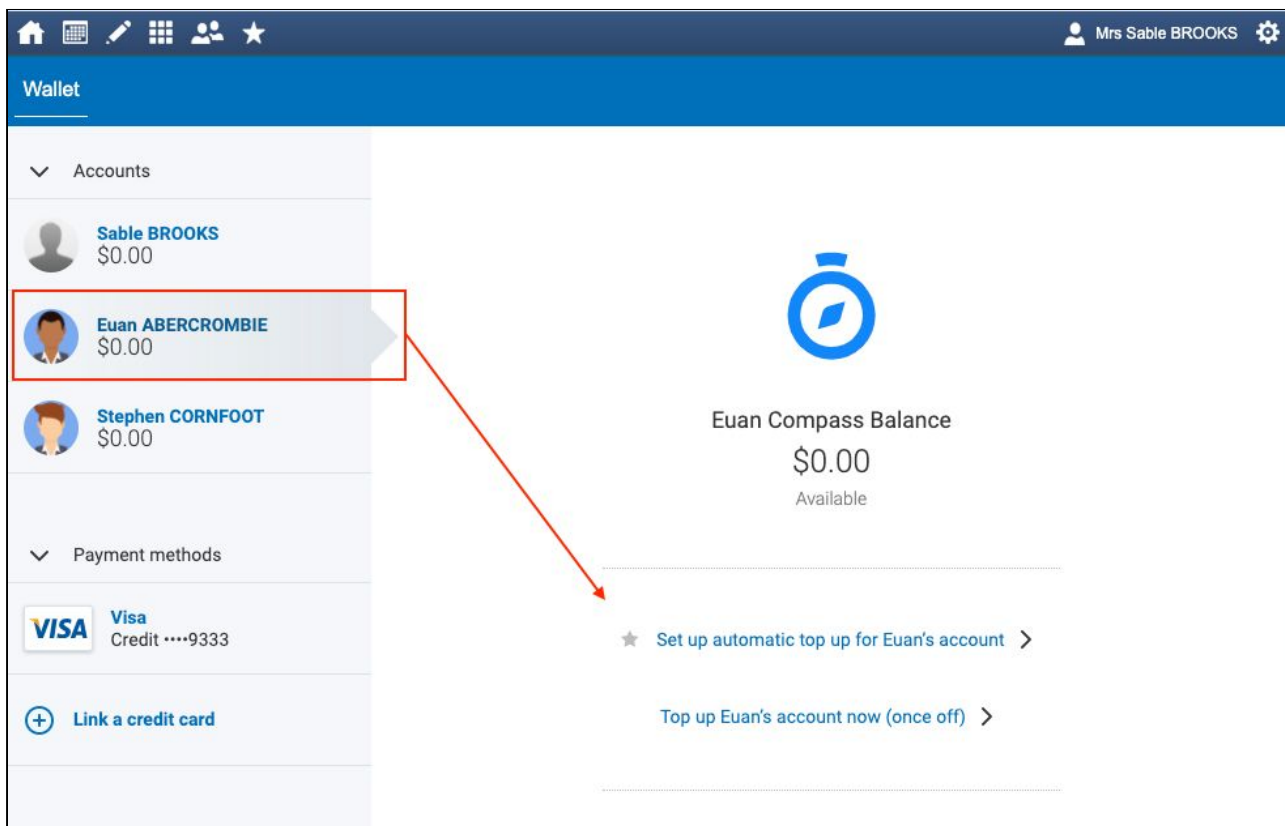 Mrs Sable BROOKS
Wallet
Accounts
Sable BROOKS
$0.00
Euan ABERCROMBIE
$0.00
Stephen CORNFOOT
$0.00
Payment methods
VISA
Visa
Credit ····9333
Link a credit card
Euan Compass Balance
$0.00
Available
Set up automatic top up for Euan's account
Top up Euan's account now (once off)